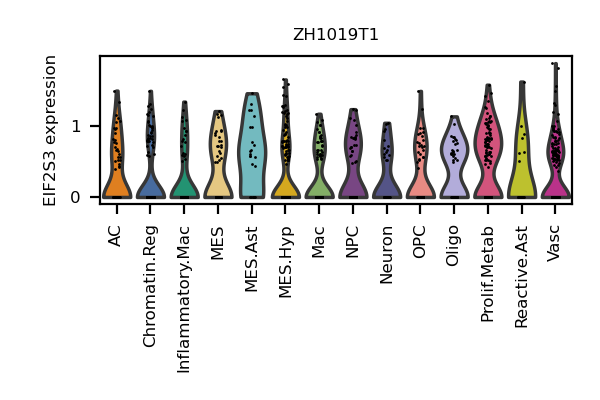 ZH1019T1
EIF2S3 expression
1
0
AC
Chromatin.Reg
Inflammatory.Mac
MES
MES.Ast
MES.Hyp
Mac
NPC
Neuron
OPC
Oligo
Prolif.Metab
Reactive.Ast
Vasc